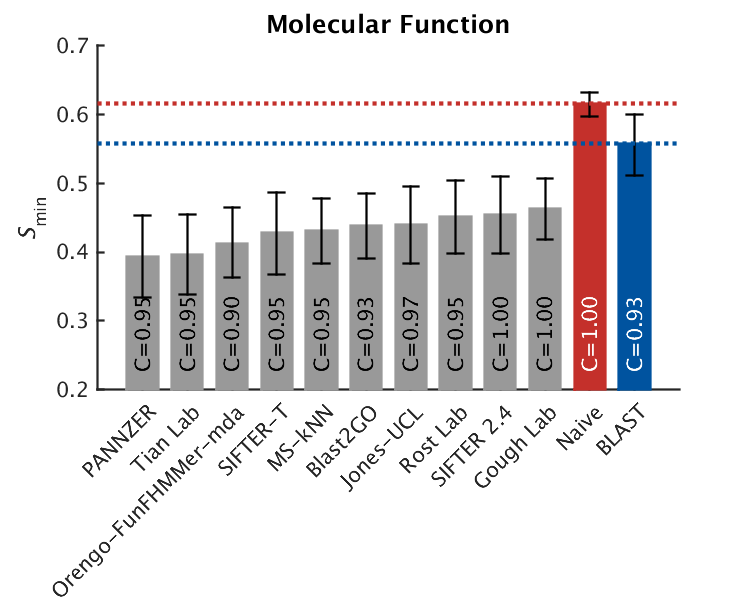 Molecular Function
0.7
0.6
0.5
0.4
0.3
0.2
Smin
C=0.95
C=0.95
C=0.90
C=0.95
C=0.95
C=0.93
C=0.97
C=0.95
C=1.00
C=1.00
C=1.00
C=0.93
PANNZER
Tian Lab
Orengo-FunFHMMer-mda
SIFTER-T
MS-kNN
Blast2GO
Jones-UCL
Rost Lab
SIFTER 2.4
Gough Lab
Naive
BLAST